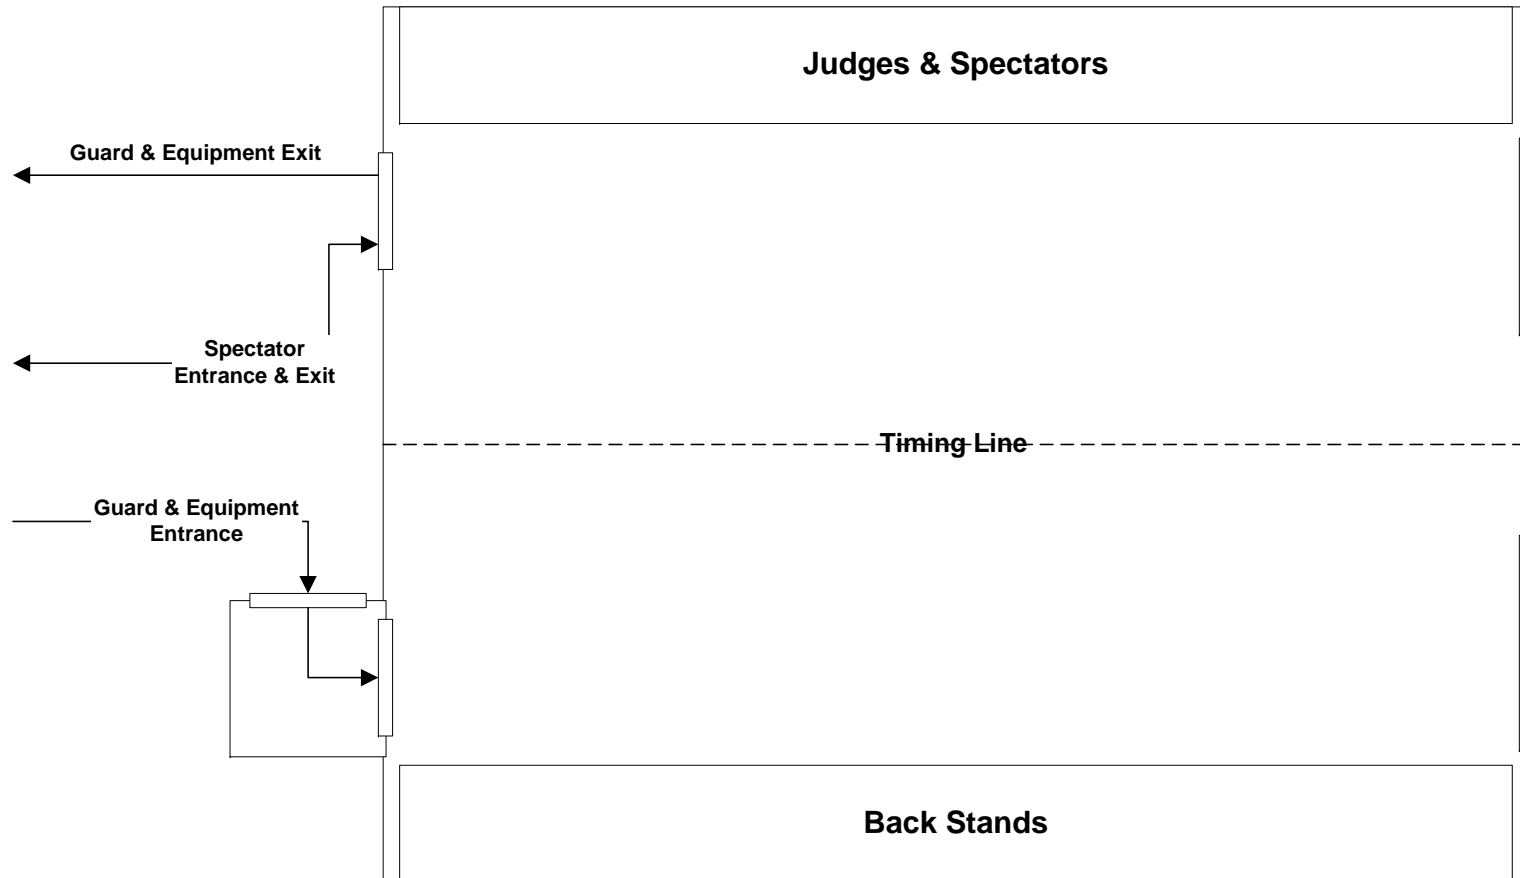 Judges & Spectators
Guard & Equipment Exit
Spectator
Entrance & Exit
Timing Line
Guard & Equipment
Entrance
Back Stands